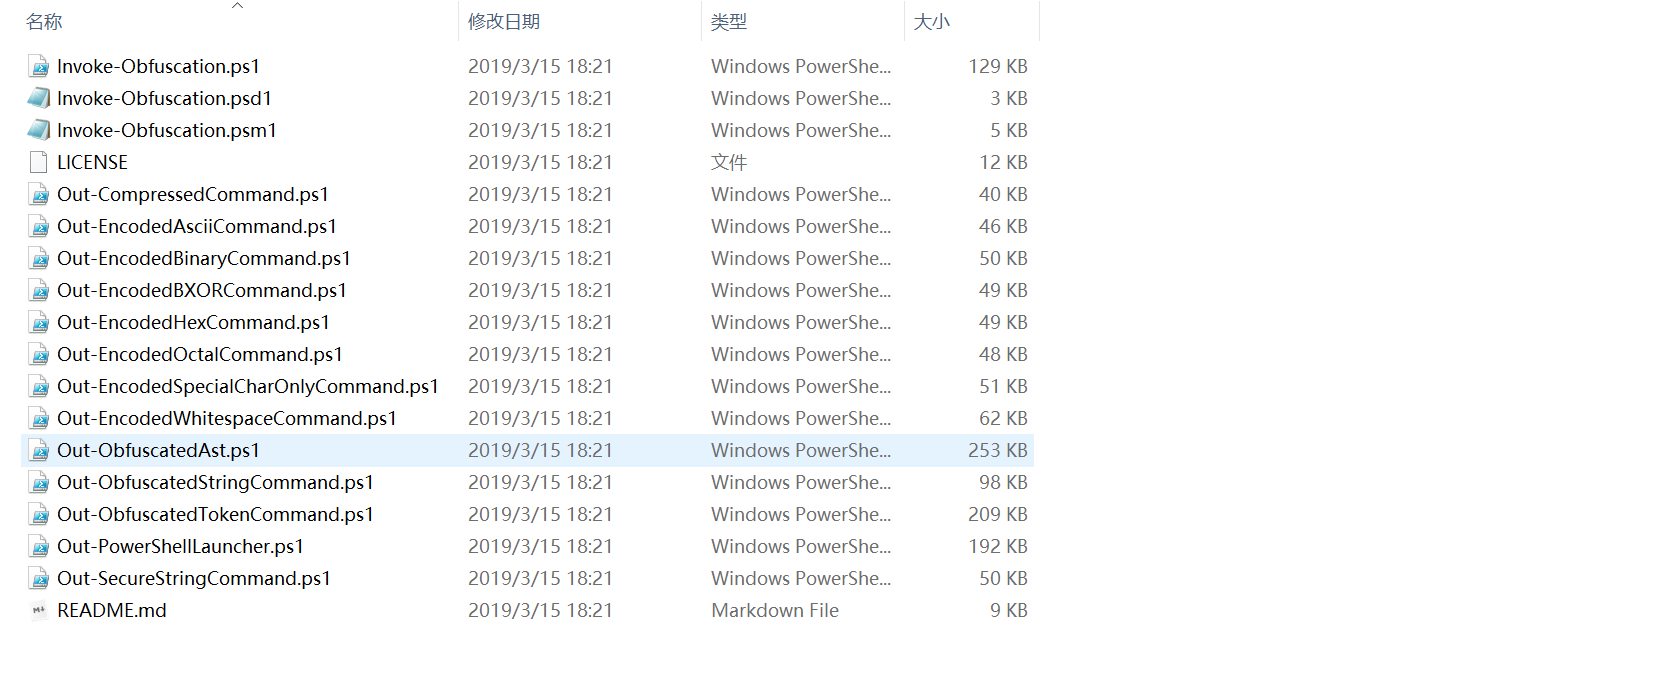 名称 修改日期 类型 大小
Invoke-Obfuscation.ps1 2019/3/15 18:21 Windows PowerShe... 129 KB
Invoke-Obfuscation.psd1 2019/3/15 18:21 Windows PowerShe... 3 KB
Invoke-Obfuscation.psm1 2019/3/15 18:21 Windows PowerShe... 5 KB
LICENSE 2019/3/15 18:21 文件 12 KB
Out-CompressedCommand.ps1 2019/3/15 18:21 Windows PowerShe... 40 KB
Out-EncodedAsciiCommand.ps1 2019/3/15 18:21 Windows PowerShe... 46 KB
Out-EncodedBinaryCommand.ps1 2019/3/15 18:21 Windows PowerShe... 50 KB
Out-EncodedBXORCommand.ps1 2019/3/15 18:21 Windows PowerShe... 49 KB
Out-EncodedHexCommand.ps1 2019/3/15 18:21 Windows PowerShe... 49 KB
Out-EncodedOctalCommand.ps1 2019/3/15 18:21 Windows PowerShe... 48 KB
Out-EncodedSpecialCharOnlyCommand.ps1 2019/3/15 18:21 Windows PowerShe... 51 KB
Out-EncodedWhitespaceCommand.ps1 2019/3/15 18:21 Windows PowerShe... 62 KB
Out-ObfuscatedAst.ps1 2019/3/15 18:21 Windows PowerShe... 253 KB
Out-ObfuscatedStringCommand.ps1 2019/3/15 18:21 Windows PowerShe... 98 KB
Out-ObfuscatedTokenCommand.ps1 2019/3/15 18:21 Windows PowerShe... 209 KB
Out-PowerShellLauncher.ps1 2019/3/15 18:21 Windows PowerShe... 192 KB
Out-SecureStringCommand.ps1 2019/3/15 18:21 Windows PowerShe... 50 KB
README.md 2019/3/15 18:21 Markdown File 9 KB